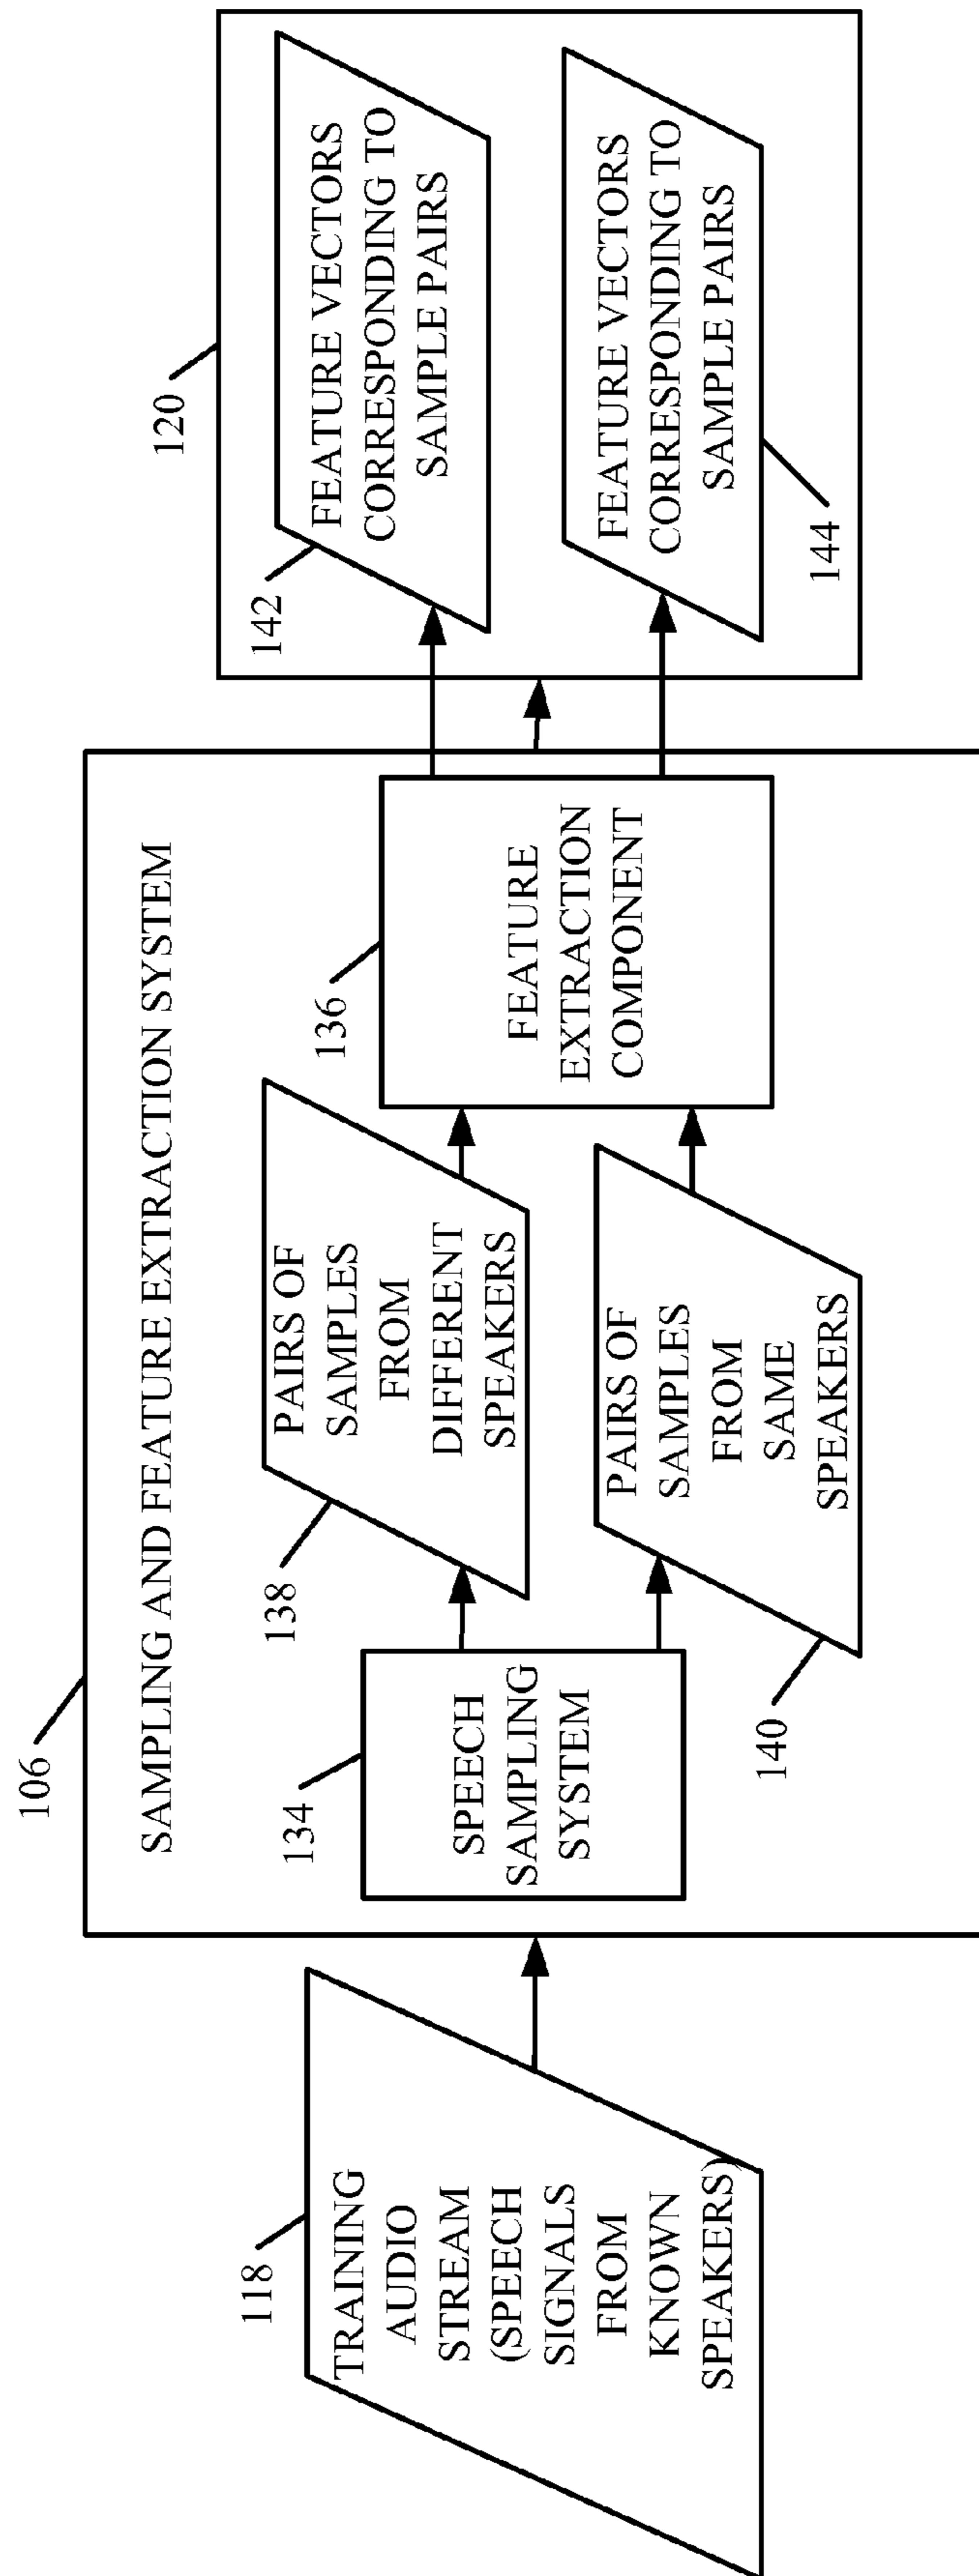 118
TRAINING
AUDIO
STREAM
(SPEECH
SIGNALS
FROM
KNOWN
SPEAKERS)
106
SAMPLING AND FEATURE EXTRACTION SYSTEM
134
SPEECH
SAMPLING
SYSTEM
138
PAIRS OF
SAMPLES
FROM
DIFFERENT
SPEAKERS
140
PAIRS OF
SAMPLES
FROM
SAME
SPEAKERS
136
FEATURE
EXTRACTION
COMPONENT
120
142
FEATURE VECTORS
CORRESPONDING TO
SAMPLE PAIRS
144
FEATURE VECTORS
CORRESPONDING TO
SAMPLE PAIRS